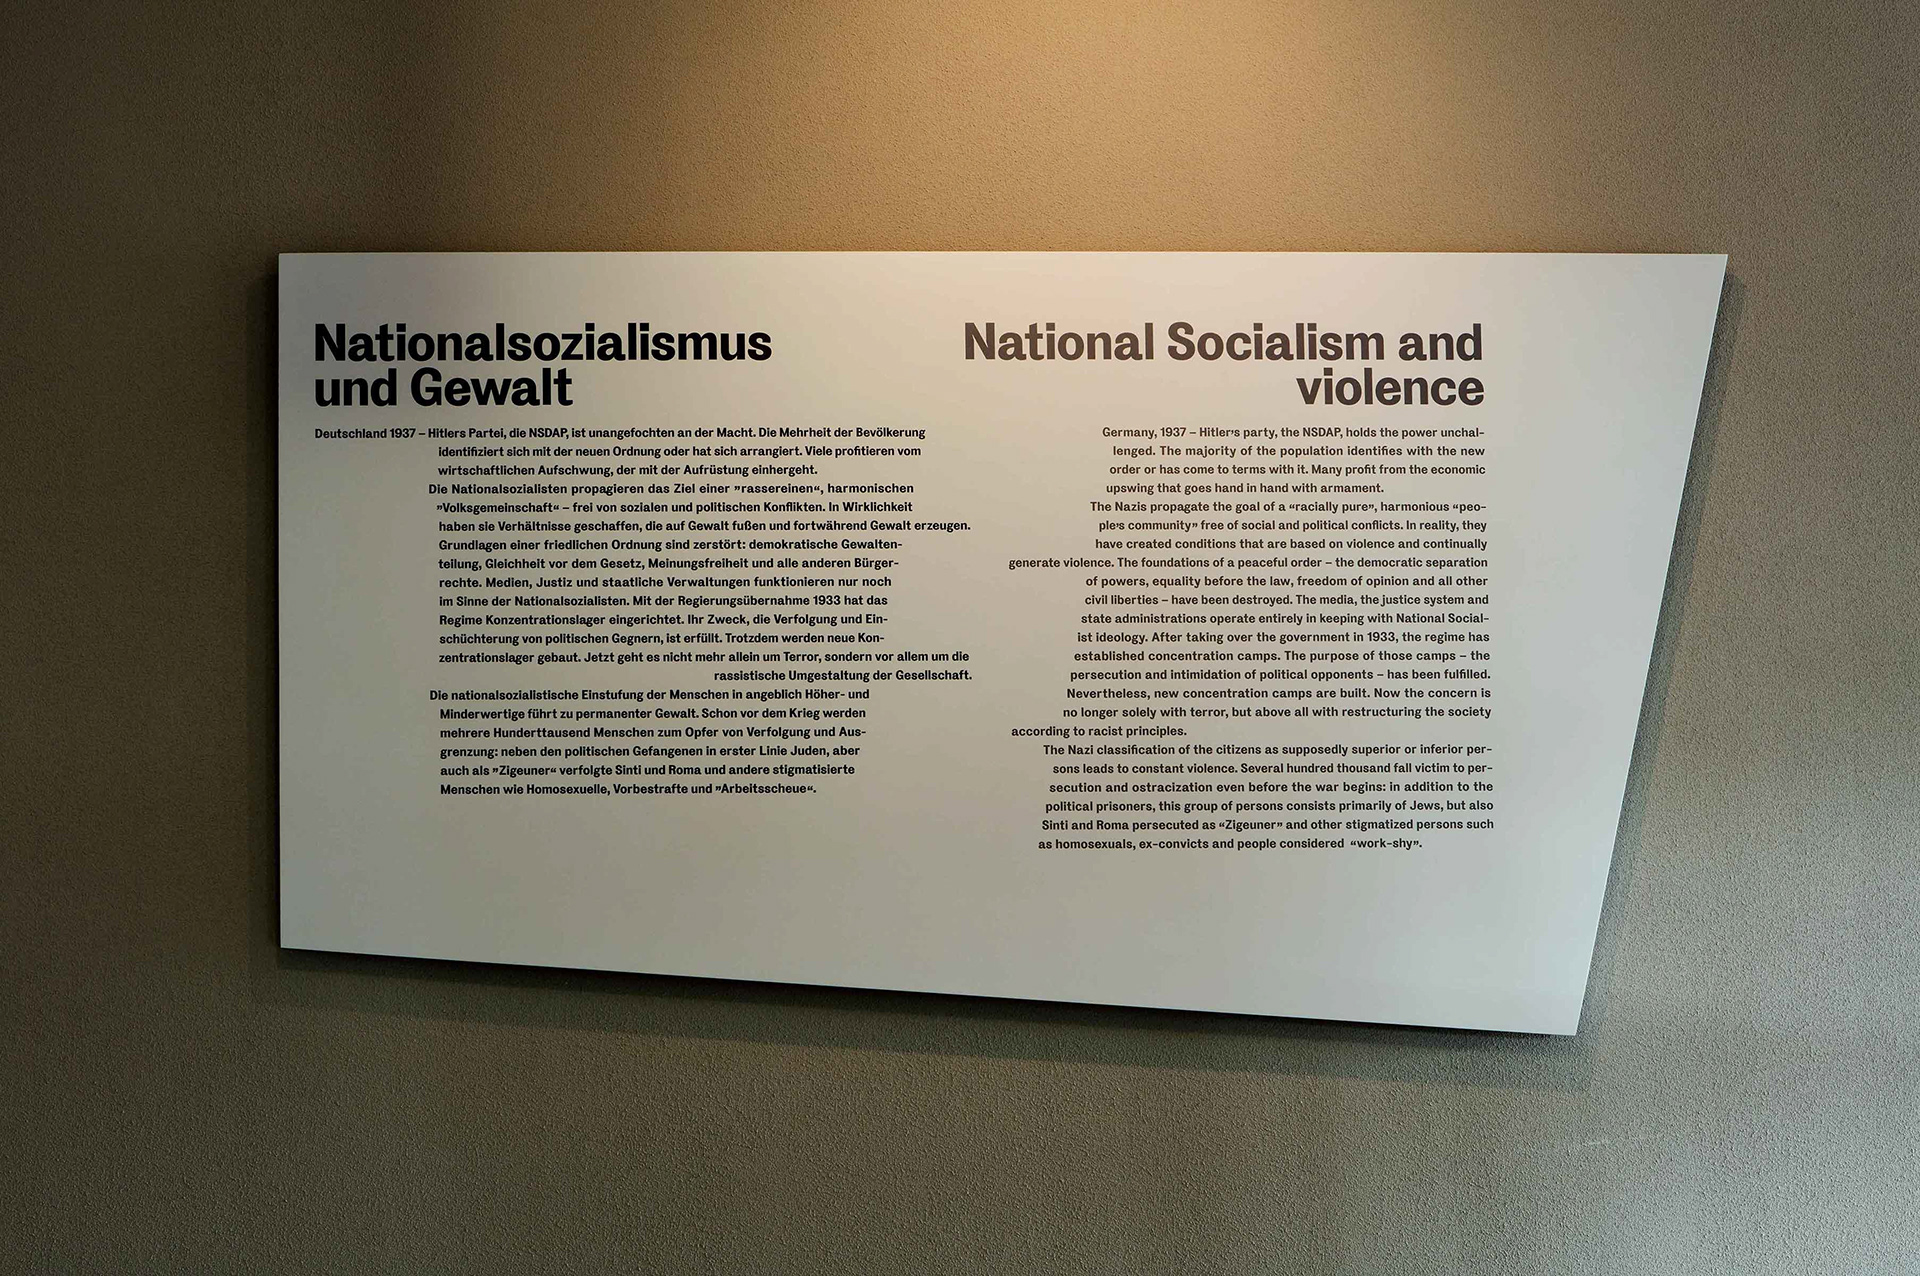 Nationalsozialismus
und Gewalt
Deutschland 1937 – Hitlers Partei, die NSDAP, ist unangefochten an der Macht. Die Mehrheit der Bevölkerung
identifiziert sich mit der neuen Ordnung oder hat sich arrangiert. Viele profitieren vom
wirtschaftlichen Aufschwung, der mit der Aufrüstung einhergeht.
Die Nationalsozialisten propagieren das Ziel einer »rassereinen«, harmonischen
»Volksgemeinschaft« – frei von sozialen und politischen Konflikten. In Wirklichkeit
haben sie Verhältnisse geschaffen, die auf Gewalt fußen und fortwährend Gewalt erzeugen.
Grundlagen einer friedlichen Ordnung sind zerstört: demokratische Gewalten-
teilung, Gleichheit vor dem Gesetz, Meinungsfreiheit und alle anderen Bürger-
rechte. Medien, Justiz und staatliche Verwaltungen funktionieren nur noch
im Sinne der Nationalsozialisten. Mit der Regierungsübernahme 1933 hat das
Regime Konzentrationslager eingerichtet. Ihr Zweck, die Verfolgung und Ein-
schüchterung von politischen Gegnern, ist erfüllt. Trotzdem werden neue Kon-
zentrationslager gebaut. Jetzt geht es nicht mehr allein um Terror, sondern vor allem um die
rassistische Umgestaltung der Gesellschaft.
Die nationalsozialistische Einstufung der Menschen in angeblich Höher- und
Minderwertige führt zu permanenter Gewalt. Schon vor dem Krieg werden
mehrere Hunderttausend Menschen zum Opfer von Verfolgung und Aus-
grenzung: neben den politischen Gefangenen in erster Linie Juden, aber
auch als »Zigeuner« verfolgte Sinti und Roma und andere stigmatisierte
Menschen wie Homosexuelle, Vorbestrafte und »Arbeitsscheue«.
National Socialism and
violence
Germany, 1937 – Hitler's party, the NSDAP, holds the power unchal-
lenged. The majority of the population identifies with the new
order or has come to terms with it. Many profit from the economic
upswing that goes hand in hand with armament.
The Nazis propagate the goal of a “racially pure”, harmonious “peo-
ple's community” free of social and political conflicts. In reality, they
have created conditions that are based on violence and continually
generate violence. The foundations of a peaceful order – the democratic separation
of powers, equality before the law, freedom of opinion and all other
civil liberties – have been destroyed. The media, the justice system and
state administrations operate entirely in keeping with National Social-
ist ideology. After taking over the government in 1933, the regime has
established concentration camps. The purpose of those camps – the
persecution and intimidation of political opponents – has been fulfilled.
Nevertheless, new concentration camps are built. Now the concern is
no longer solely with terror, but above all with restructuring the society
according to racist principles.
The Nazi classification of the citizens as supposedly superior or inferior per-
sons leads to constant violence. Several hundred thousand fall victim to per-
secution and ostracization even before the war begins: in addition to the
political prisoners, this group of persons consists primarily of Jews, but also
Sinti and Roma persecuted as “Zigeuner” and other stigmatized persons such
as homosexuals, ex-convicts and people considered “work-shy”.